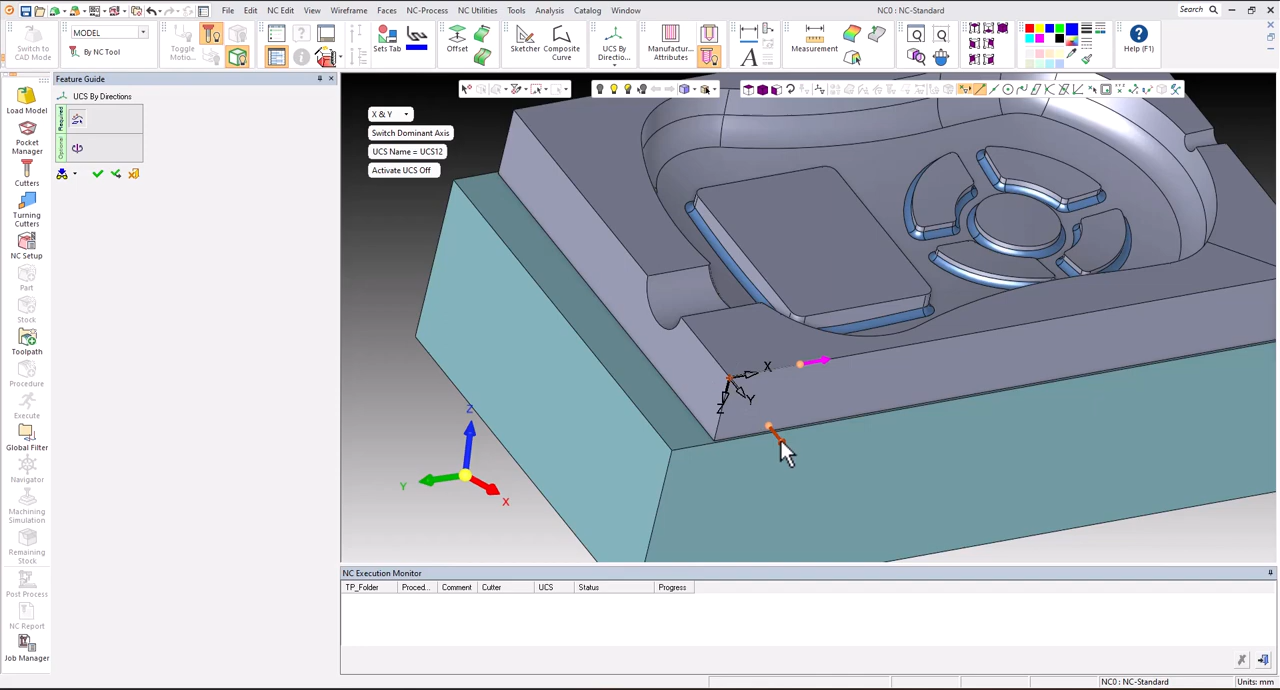 File Edit View NC Edit Wireframe Faces NC-Process NC Utilities Tools Analysis Catalog Window
NC0 : NC-Standard
Search
Switch to
CAD Mode
MODEL
By NC Tool
Toggle
Motio...
Sets Tab
Offset
Sketcher
Composite
Curve
UCS By
Directio...
Manufactur...
Attributes
Measurement
Help (F1)
Feature Guide
UCS By Directions
Required
Optional
Load Model
Pocket
Manager
Cutters
Turning
Cutters
NC Setup
Part
Stock
Toolpath
Procedure
Execute
Global Filter
Navigator
Machining
Simulation
Remaining
Stock
Post Process
NC Report
Job Manager
X & Y
Switch Dominant Axis
UCS Name = UCS12
Activate UCS Off
X
Y
Z
Z
Y
X
NC Execution Monitor
TP_Folder Proced... Comment Cutter UCS Status Progress
NC0 : NC-Standard
Units: mm